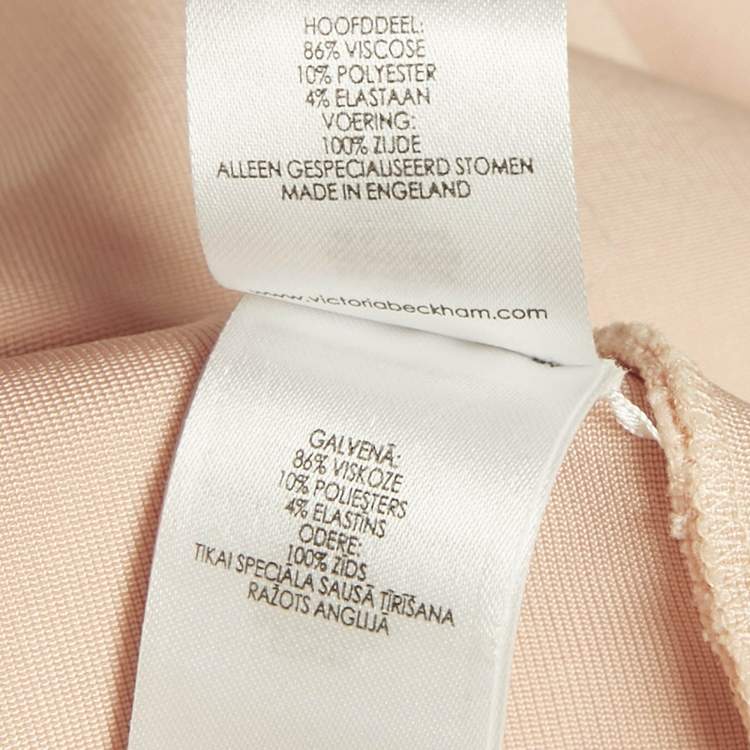 HOOFDDEEL:
86% VISCOSE
10% POLYESTER
4% ELASTAAN
VOERING:
100% ZIJDE
ALLEEN GESPECIALISEERD STOMEN
MADE IN ENGELAND
www.victoriabeckham.com
GALVENĀ:
86% VISKOZE
10% POLIESTERS
4% ELASTĪNS
ODERE:
100% ZĪDS
TIKAI SPECIĀLA SAUSĀ TĪRĪŠANA
RAŽOTS ANGLIJĀ